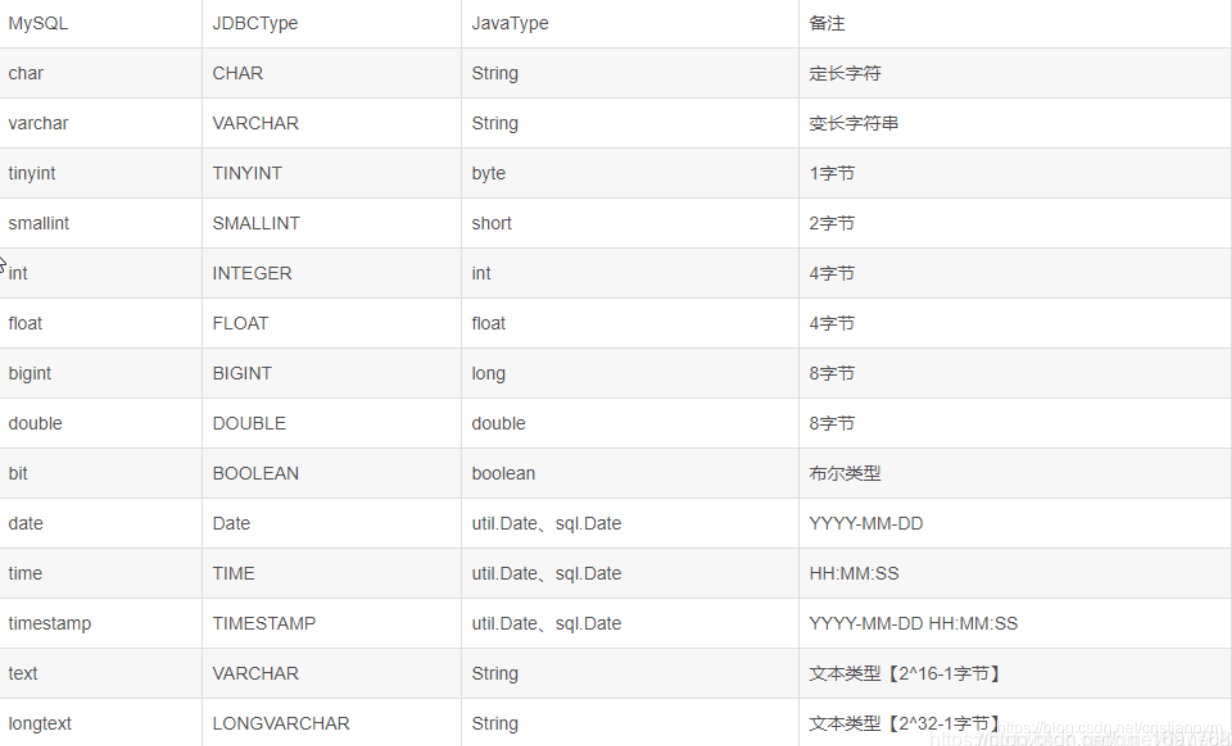 MySQL JDBCType JavaType 备注
char CHAR String 定长字符
varchar VARCHAR String 变长字符串
tinyint TINYINT byte 1字节
smallint SMALLINT short 2字节
int INTEGER int 4字节
float FLOAT float 4字节
bigint BIGINT long 8字节
double DOUBLE double 8字节
bit BOOLEAN boolean 布尔类型
date Date util.Date、sql.Date YYYY-MM-DD
time TIME util.Date、sql.Date HH:MM:SS
timestamp TIMESTAMP util.Date、sql.Date YYYY-MM-DD HH:MM:SS
text VARCHAR String 文本类型【2^16-1字节】
longtext LONGVARCHAR String 文本类型【2^32-1字节】
https://blog.csdn.net/cristianoxm